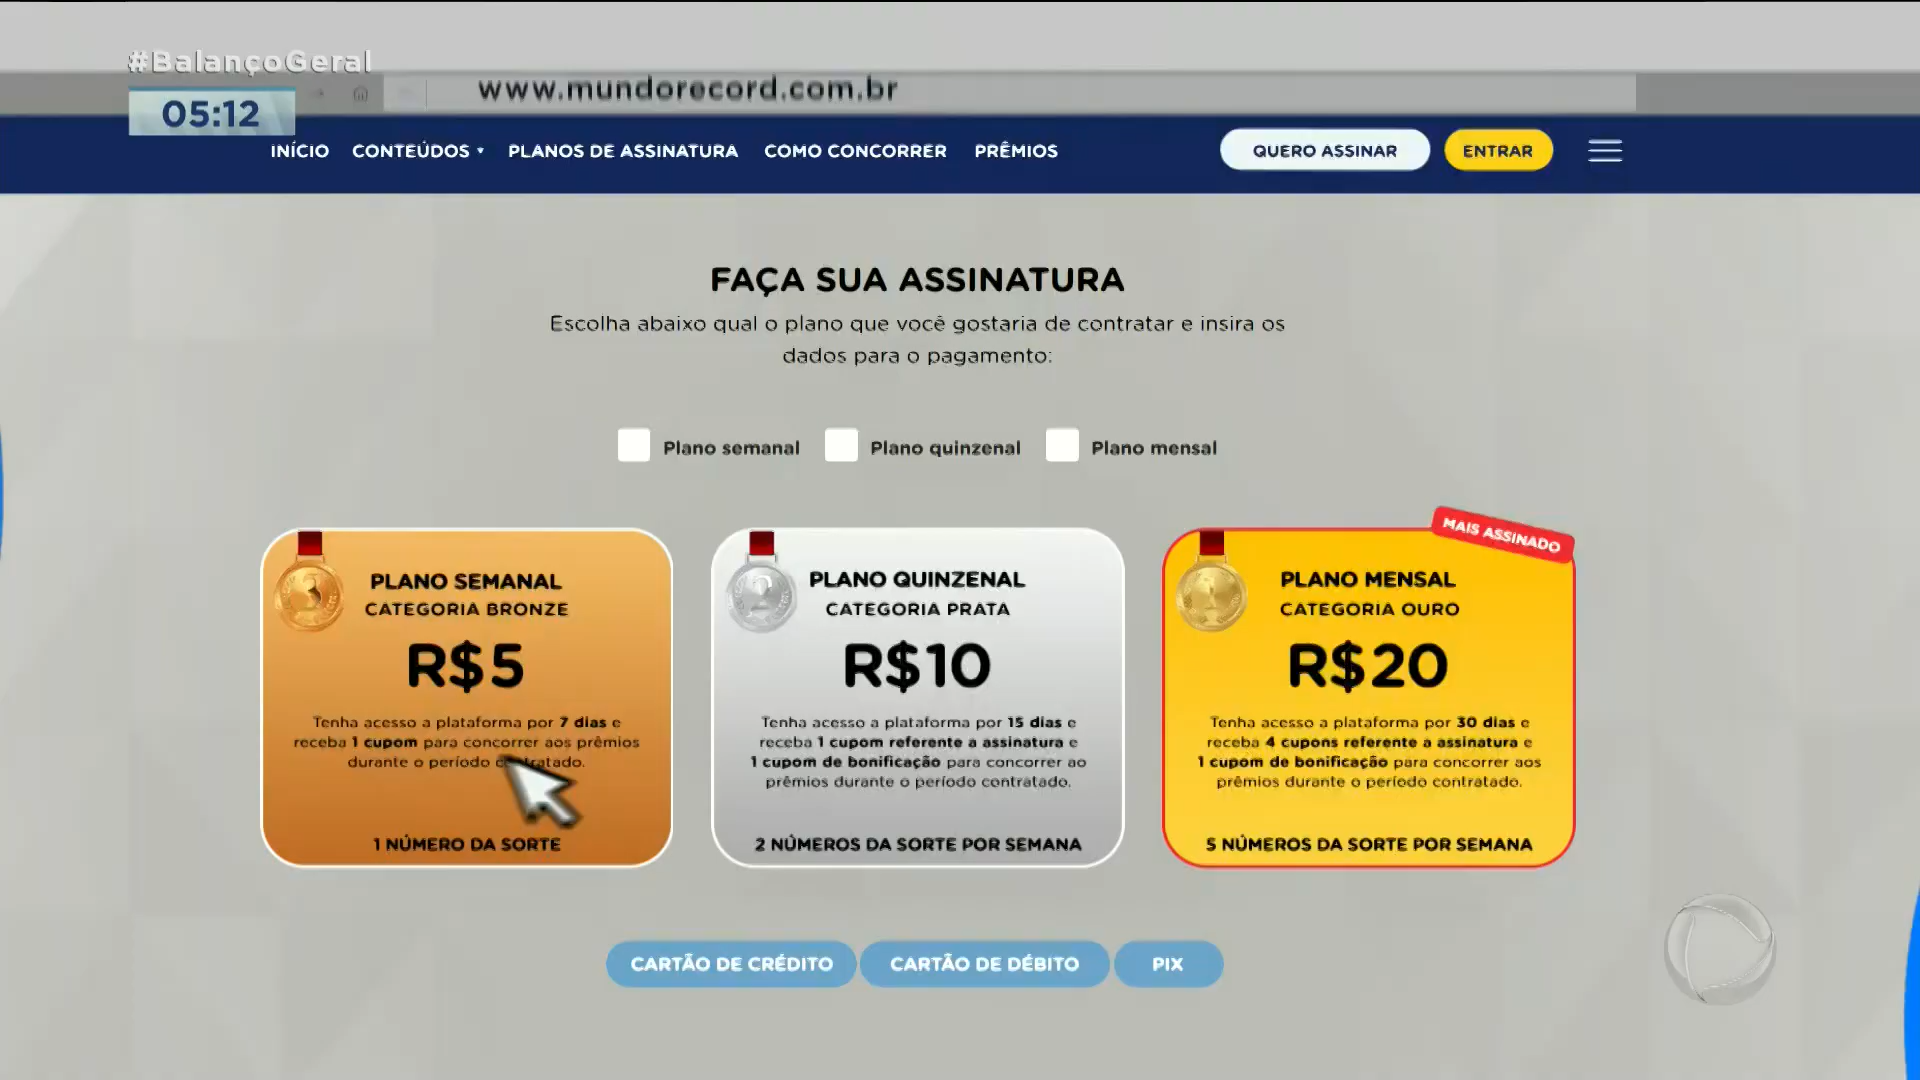 #BalançoGeral
05:12
www.mundorecord.com.br
INÍCIO CONTEÚDOS PLANOS DE ASSINATURA COMO CONCORRER PRÊMIOS QUERO ASSINAR ENTRAR
FAÇA SUA ASSINATURA
Escolha abaixo qual o plano que você gostaria de contratar e insira os
dados para o pagamento:
Plano semanal Plano quinzenal Plano mensal
3
PLANO SEMANAL
CATEGORIA BRONZE
R$5
Tenha acesso a plataforma por 7 dias e
receba 1 cupom para concorrer aos prêmios
durante o período contratado.
1 NÚMERO DA SORTE
2
PLANO QUINZENAL
CATEGORIA PRATA
R$10
Tenha acesso a plataforma por 15 dias e
receba 1 cupom referente a assinatura e
1 cupom de bonificação para concorrer ao
prêmios durante o período contratado.
2 NÚMEROS DA SORTE POR SEMANA
MAIS ASSINADO
1
PLANO MENSAL
CATEGORIA OURO
R$20
Tenha acesso a plataforma por 30 dias e
receba 4 cupons referente a assinatura e
1 cupom de bonificação para concorrer aos
prêmios durante o período contratado.
5 NÚMEROS DA SORTE POR SEMANA
CARTÃO DE CRÉDITO CARTÃO DE DÉBITO PIX